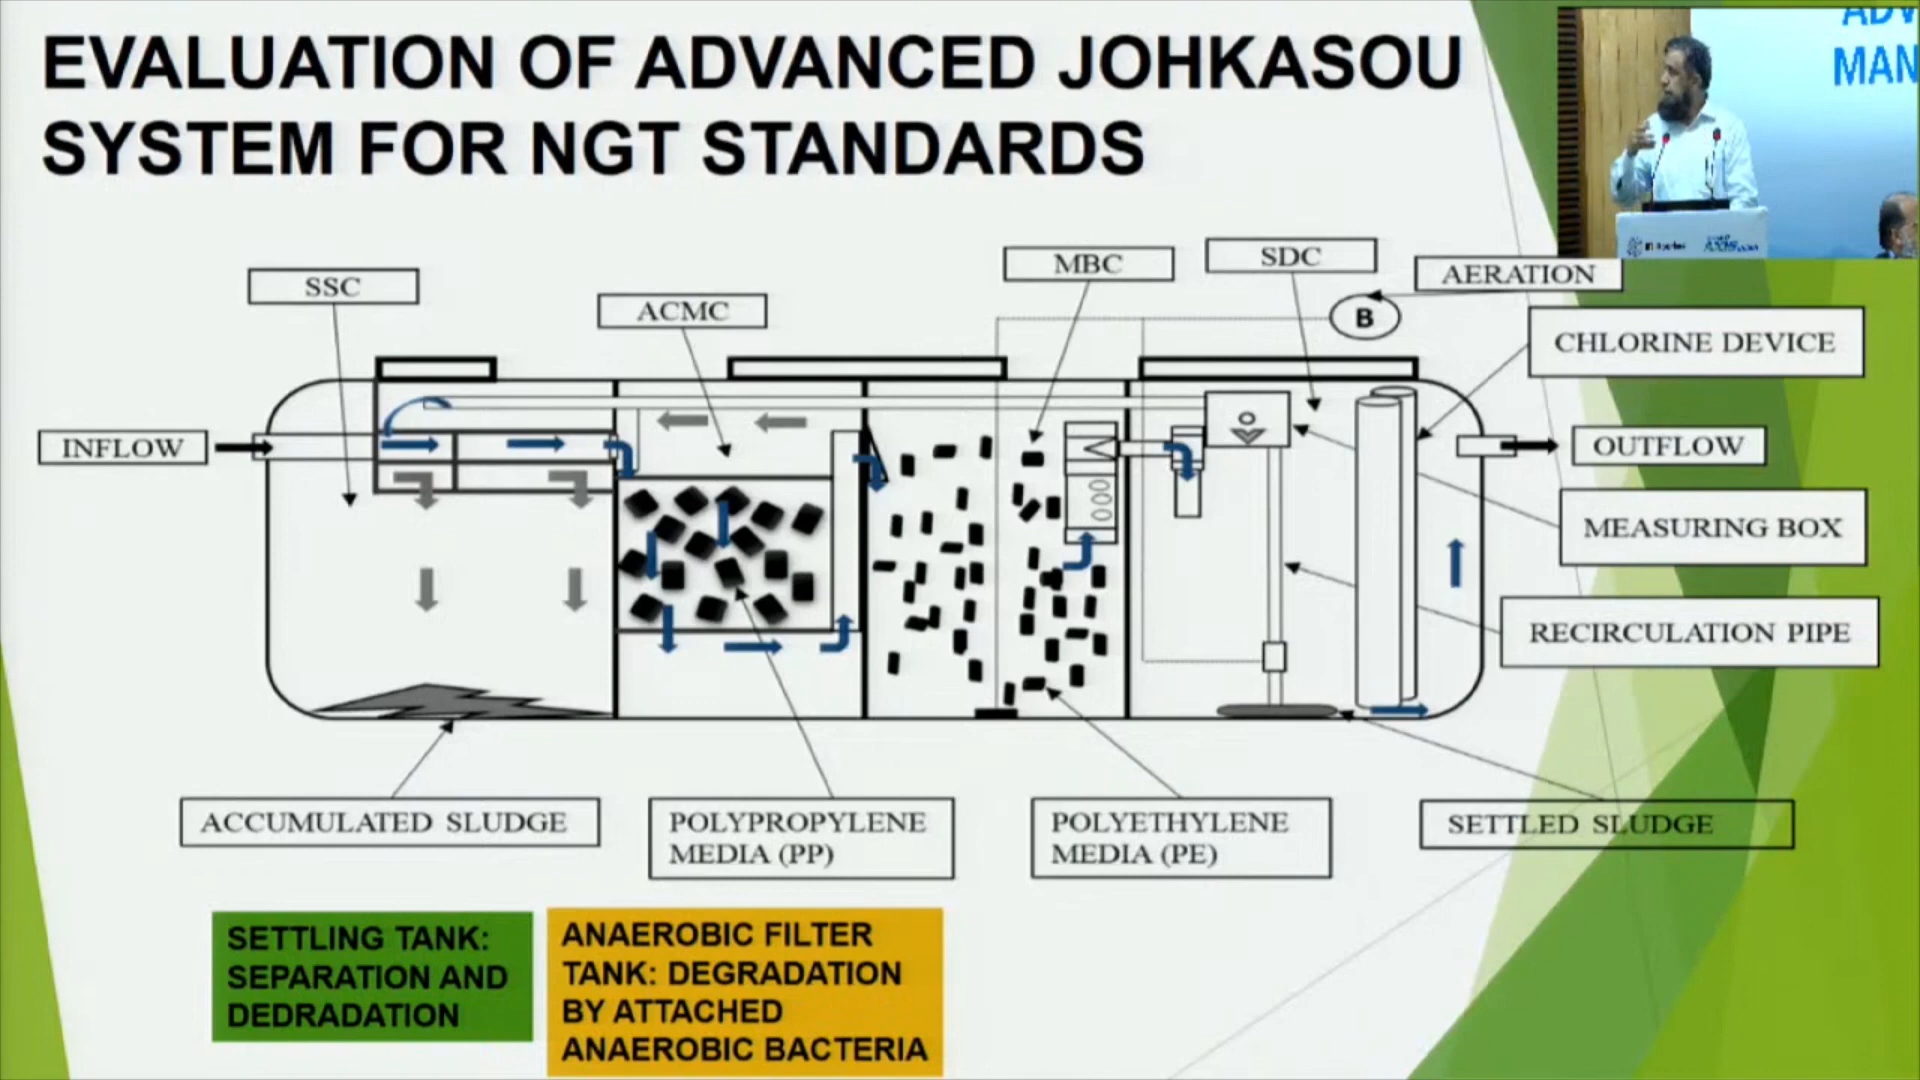 EVALUATION OF ADVANCED JOHKASOU
SYSTEM FOR NGT STANDARDS
ADV
MAN
SSC
ACMC
MBC
SDC
AERATION
B
CHLORINE DEVICE
INFLOW
OUTFLOW
MEASURING BOX
RECIRCULATION PIPE
ACCUMULATED SLUDGE
POLYPROPYLENE
MEDIA (PP)
POLYETHYLENE
MEDIA (PE)
SETTLED SLUDGE
SETTLING TANK:
SEPARATION AND
DEDRADATION
ANAEROBIC FILTER
TANK: DEGRADATION
BY ATTACHED
ANAEROBIC BACTERIA